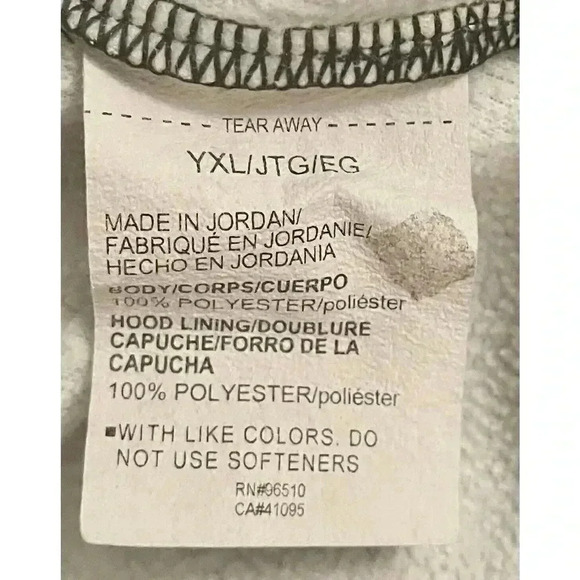 - - - - - - - - TEAR AWAY - - - - - - -
YXL/JTG/EG
MADE IN JORDAN/
FABRIQUÉ EN JORDANIE/
HECHO EN JORDANIA
BODY/CORPS/CUERPO
100% POLYESTER/poliéster
HOOD LINING/DOUBLURE
CAPUCHE/FORRO DE LA
CAPUCHA
100% POLYESTER/poliéster
■WITH LIKE COLORS. DO
NOT USE SOFTENERS
RN#96510
CA#41095